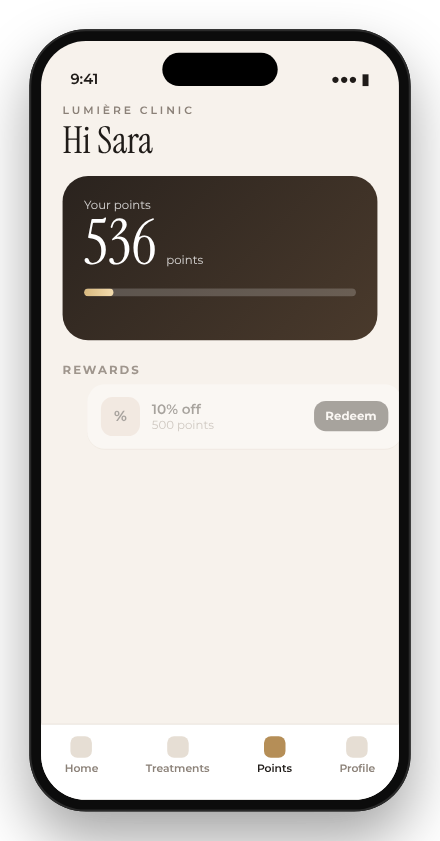 9:41
LUMIÈRE CLINIC
Hi Sara
Your points
536 points
REWARDS
%
10% off
500 points
Redeem
Home
Treatments
Points
Profile